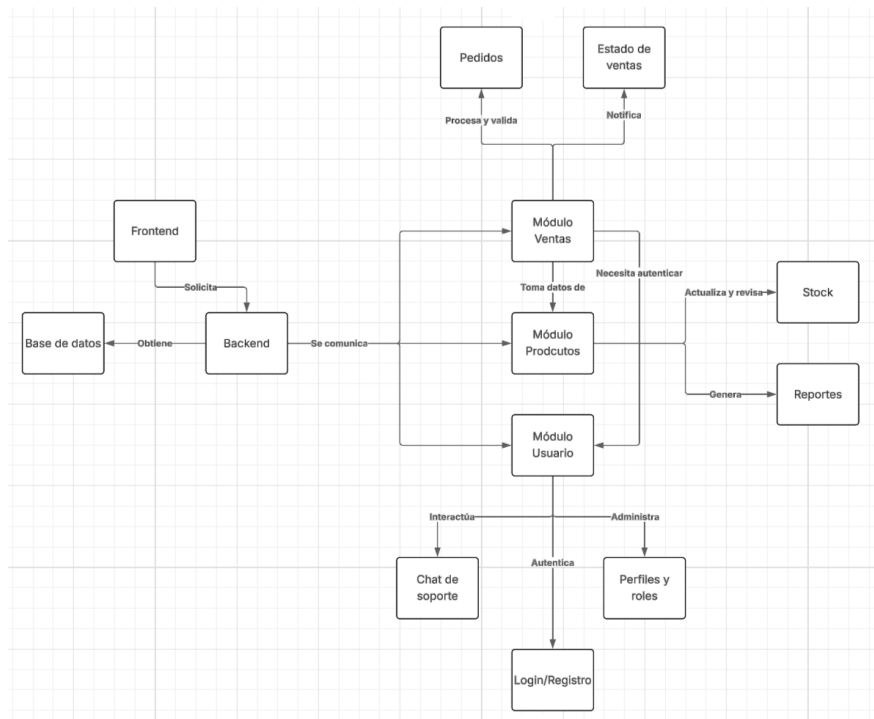 Pedidos
Estado de
ventas
Procesa y valida
Notifica
Frontend
Módulo
Ventas
Necesita autenticar
Solicita
Toma datos de
Actualiza y revisa
Stock
Base de datos
Obtiene
Backend
Se comunica
Módulo
Prodcutos
Genera
Reportes
Módulo
Usuario
Interactúa
Administra
Autentica
Chat de
soporte
Perfiles y
roles
Login/Registro